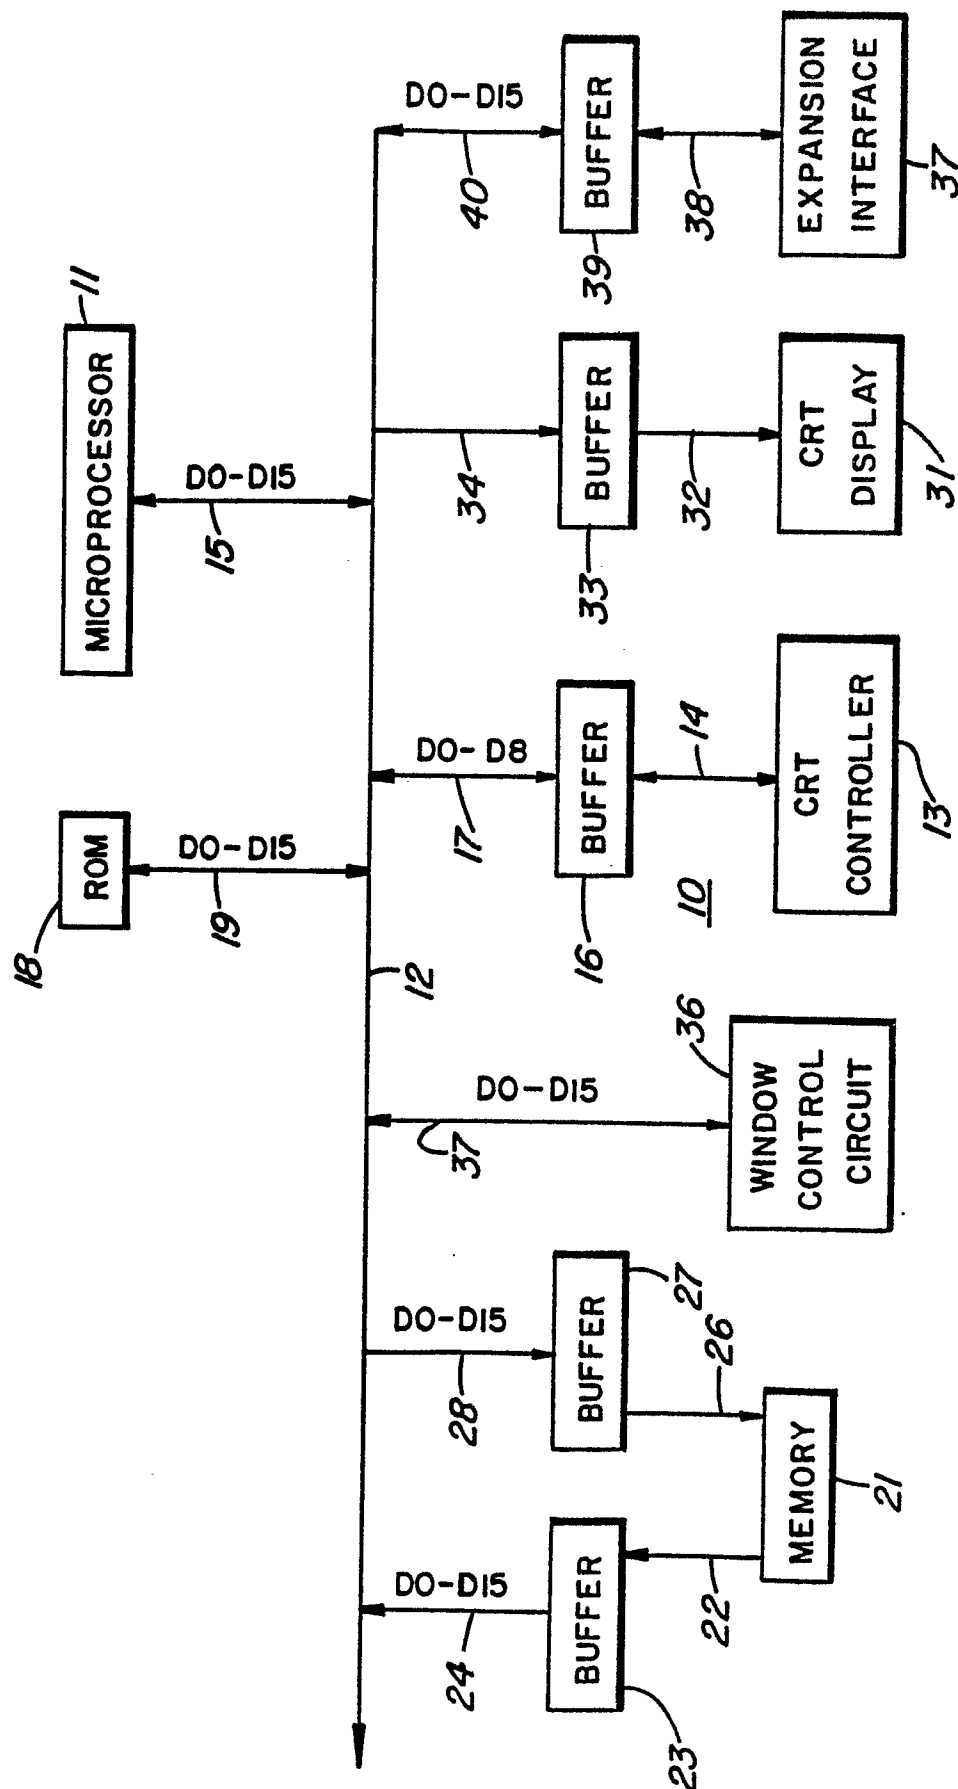 18
ROM
DO-D15
19
MICROPROCESSOR
11
DO-D15
15
12
DO-D15
24
BUFFER
23
22
DO-D15
28
BUFFER
27
26
MEMORY
21
DO-D15
37
WINDOW
CONTROL
CIRCUIT
36
DO-D8
17
BUFFER
16
10
14
CRT
CONTROLLER
13
34
BUFFER
33
32
CRT
DISPLAY
31
DO-D15
40
BUFFER
39
38
EXPANSION
INTERFACE
37